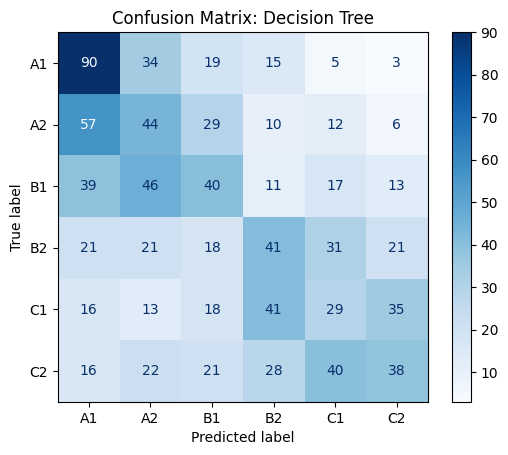 Confusion Matrix: Decision Tree
A1 90 34 19 15 5 3
A2 57 44 29 10 12 6
B1 39 46 40 11 17 13
B2 21 21 18 41 31 21
C1 16 13 18 41 29 35
C2 16 22 21 28 40 38
A1 A2 B1 B2 C1 C2
Predicted label
True label
90
80
70
60
50
40
30
20
10